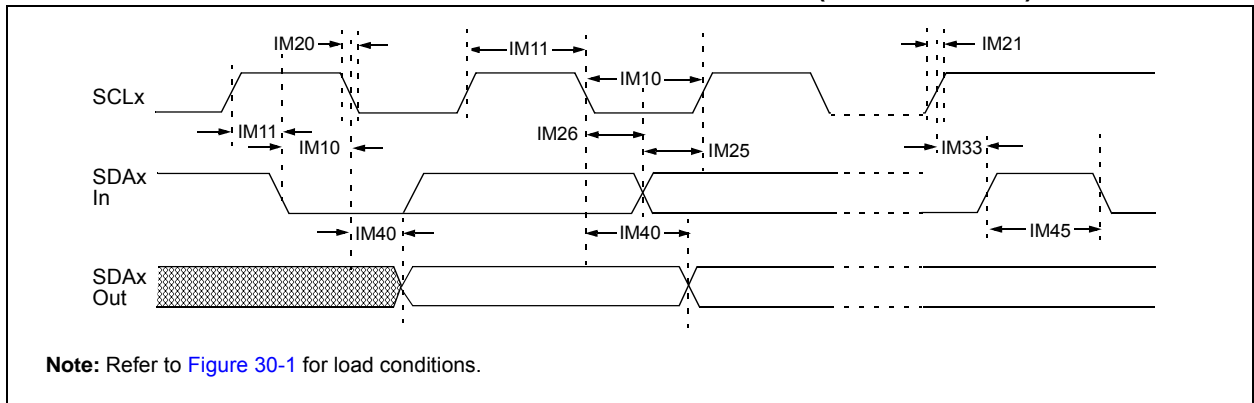 IM20
IM11
IM21
IM10
SCLx
IM11
IM10
IM26
IM25
IM33
SDAx
In
IM40
IM40
IM45
SDAx
Out
Note: Refer to Figure 30-1 for load conditions.